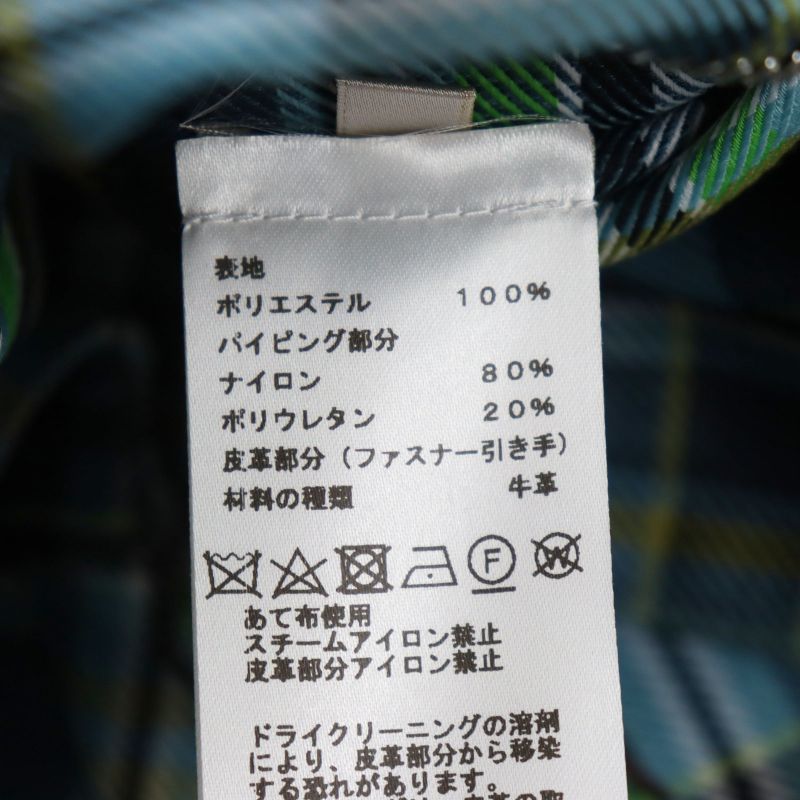 表地
ポリエステル 100%
パイピング部分
ナイロン 80%
ポリウレタン 20%
皮革部分(ファスナー引き手)
材料の種類 牛革
F W
あて布使用
スチームアイロン禁止
皮革部分アイロン禁止
ドライクリーニングの溶剤
により、皮革部分から移染
する恐れがあります。